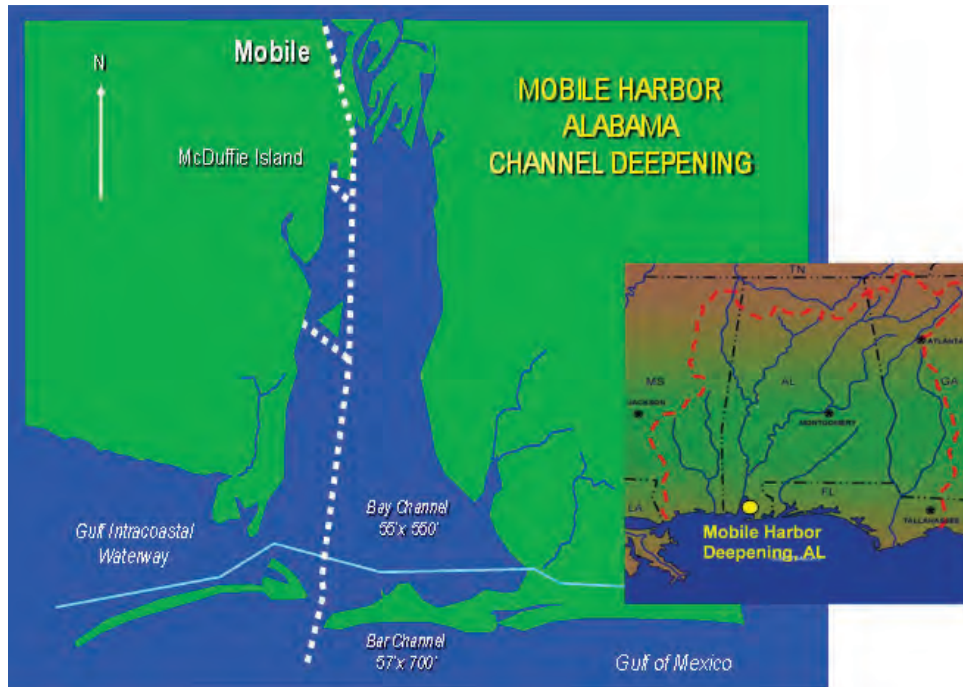 Mobile
N
MOBILE HARBOR
ALABAMA
CHANNEL DEEPENING
McDuffie Island
Bay Channel
55' x 550'
Gulf Intracoastal
Waterway
Bar Channel
57' x 700'
Gulf of Mexico
TN
ATLANTA
MS
AL
GA
JACKSON
MONTGOMERY
LA
FL
TALLAHASSEE
Mobile Harbor
Deepening, AL